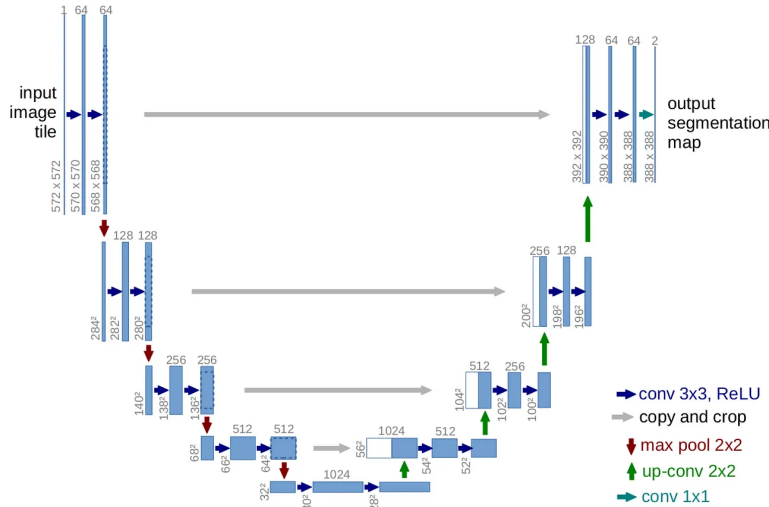 1 64 64
input
image
tile
572 x 572
570 x 570
568 x 568
128 64 64 2
output
segmentation
map
392 x 392
390 x 390
388 x 388
388 x 388
128 128
284²
282²
280²
256 128
200²
198²
196²
256 256
140²
138²
136²
512 256
104²
102²
100²
512 512
68²
66²
64²
1024 512
56²
54²
52²
1024
32²
30²
28²
conv 3x3, ReLU
copy and crop
max pool 2x2
up-conv 2x2
conv 1x1